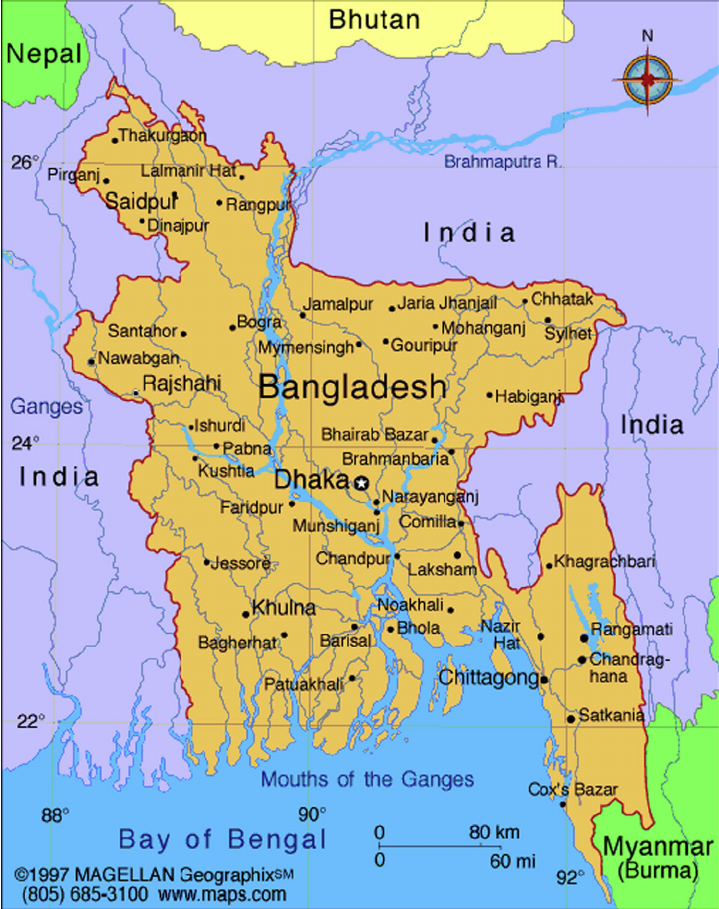 Bhutan
Nepal
N
Thakurgaon
26°
Brahmaputra R.
Pirganj
Lalmanir Hat
Saidpur
Rangpur
Dinajpur
India
Jamalpur
Jaria Jhanjail
Chhatak
Santahor
Bogra
Mohanganj
Sylhet
Mymensingh
Gouripur
Nawabgan
Rajshahi
Bangladesh
Habiganj
Ganges
Ishurdi
Bhairab Bazar
India
24°
Pabna
Brahmanbaria
India
Kushtia
Dhaka
Narayanganj
Faridpur
Munshiganj
Comilla
Chandpur
Jessore
Laksham
Khagrachbari
Khulna
Noakhali
Bagherhat
Barisal
Bhola
Nazir
Hat
Rangamati
Chandrag-
hana
Patuakhali
Chittagong
22°
Satkania
Mouths of the Ganges
Cox's Bazar
88°
90°
Bay of Bengal
0 80 km
0 60 mi
Myanmar
(Burma)
92°
©1997 MAGELLAN Geographix℠
(805) 685-3100 www.maps.com